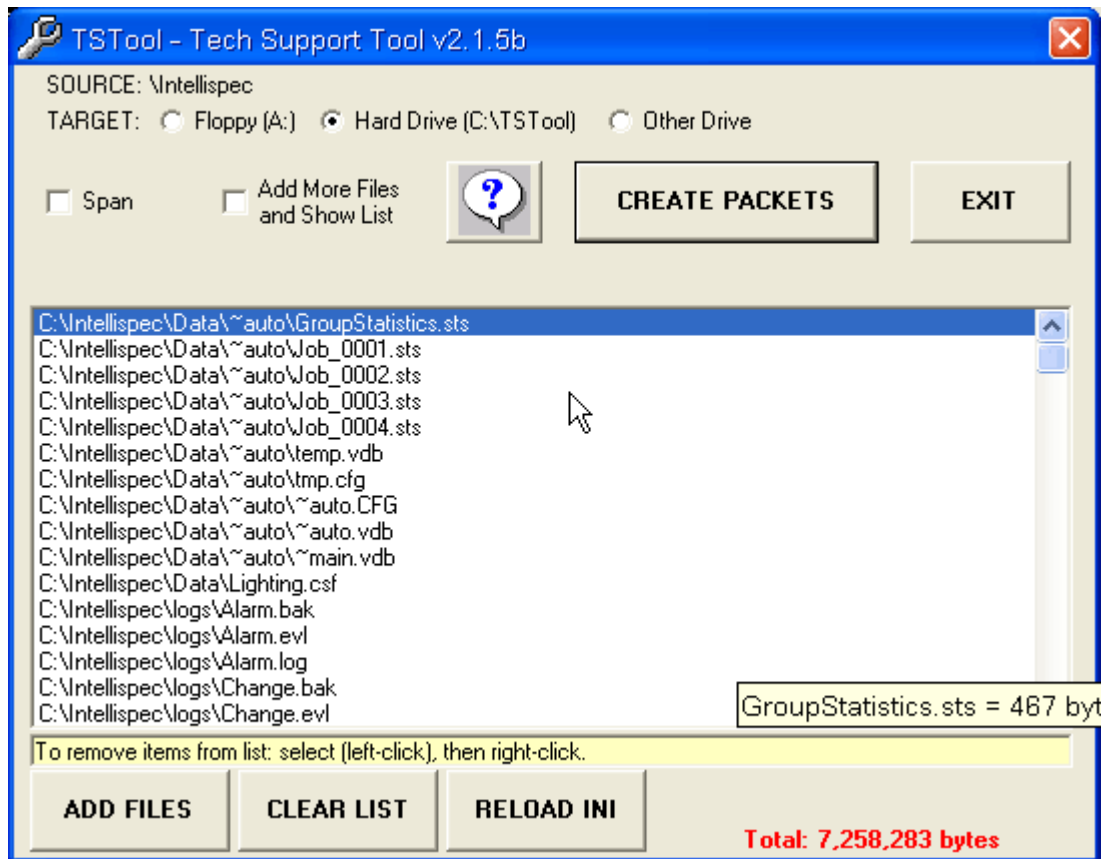 TSTool - Tech Support Tool v2.1.5b
SOURCE: \Intellispec
TARGET: Floppy (A:) Hard Drive (C:\TSTool) Other Drive
Span
Add More Files
and Show List
?
CREATE PACKETS
EXIT
C:\Intellispec\Data\~auto\GroupStatistics.sts
C:\Intellispec\Data\~auto\Job_0001.sts
C:\Intellispec\Data\~auto\Job_0002.sts
C:\Intellispec\Data\~auto\Job_0003.sts
C:\Intellispec\Data\~auto\Job_0004.sts
C:\Intellispec\Data\~auto\temp.vdb
C:\Intellispec\Data\~auto\tmp.cfg
C:\Intellispec\Data\~auto\~auto.CFG
C:\Intellispec\Data\~auto\~auto.vdb
C:\Intellispec\Data\~auto\~main.vdb
C:\Intellispec\Data\Lighting.csf
C:\Intellispec\logs\Alarm.bak
C:\Intellispec\logs\Alarm.evl
C:\Intellispec\logs\Alarm.log
C:\Intellispec\logs\Change.bak
C:\Intellispec\logs\Change.evl
GroupStatistics.sts = 467 byt
To remove items from list: select (left-click), then right-click.
ADD FILES
CLEAR LIST
RELOAD INI
Total: 7,258,283 bytes